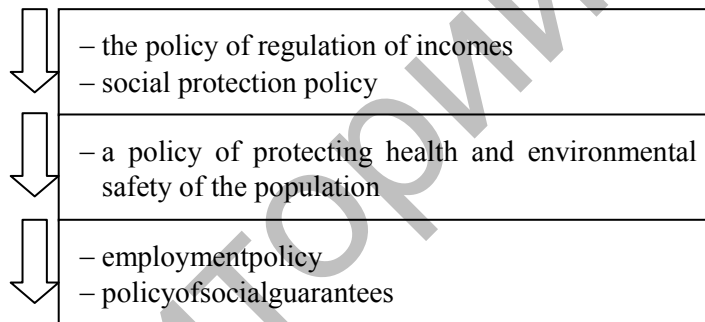 – the policy of regulation of incomes
– social protection policy
– a policy of protecting health and environmental
safety of the population
– employmentpolicy
– policyofsocialguarantees